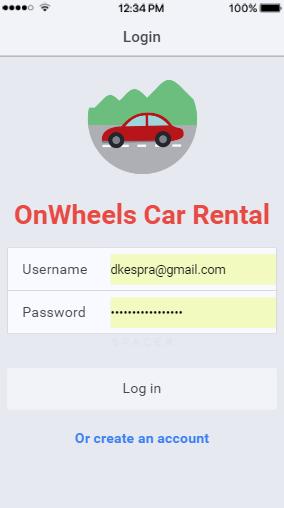 12:34 PM 100%
Login
OnWheels Car Rental
Username dkespra@gmail.com
Password •••••••••••••••••
SPACER
Log in
Or create an account